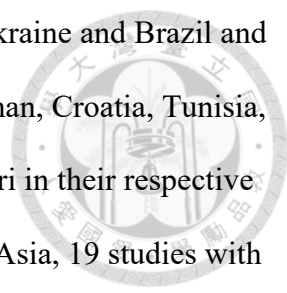 kraine and Brazil and
nan, Croatia, Tunisia,
ri in their respective
Asia, 19 studies with